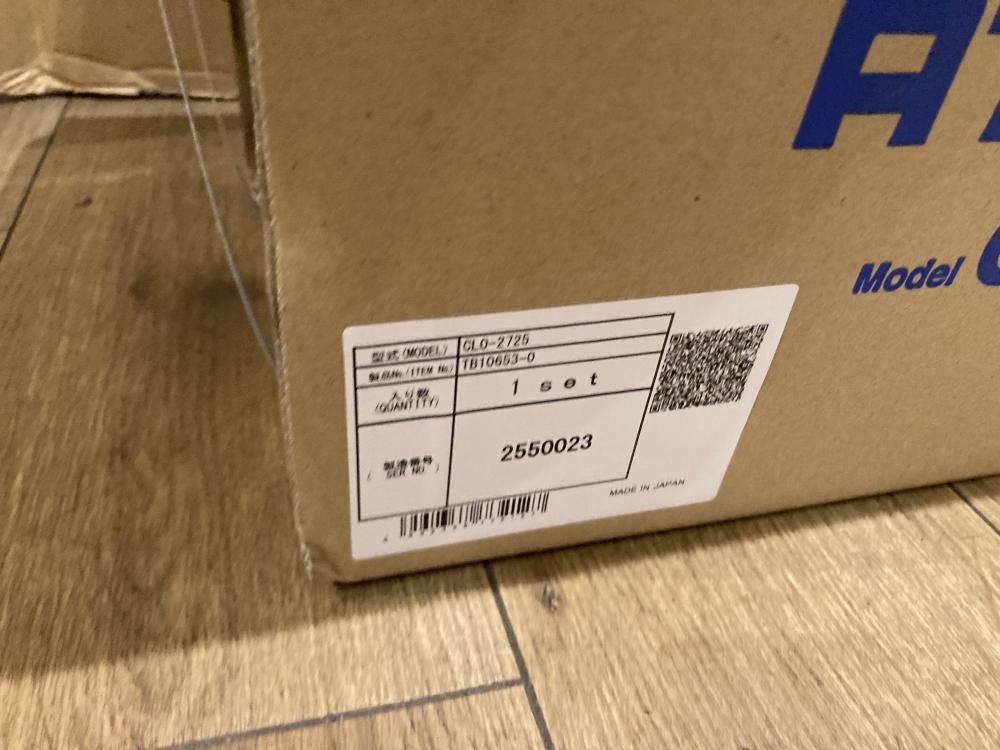 AT
Model
型式(MODEL) CLO-2725
製品No.(ITEM No.) TB10653-0
入り数 (QUANTITY) 1 set
製造番号 ( SER NO. ) 2550023
MADE IN JAPAN